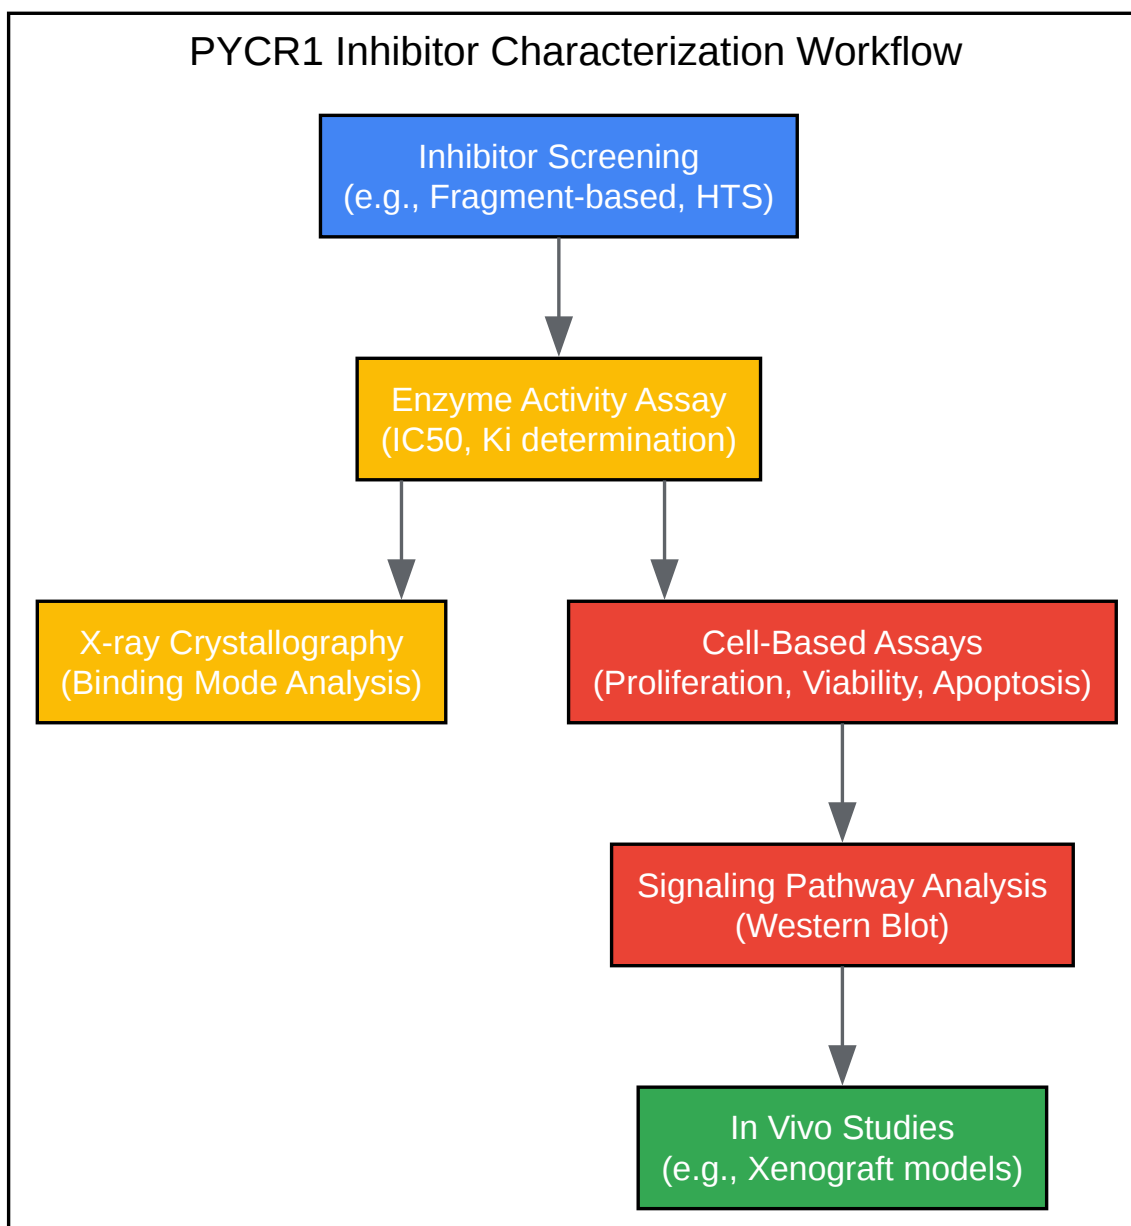 PYCR1 Inhibitor Characterization Workflow
Inhibitor Screening
(e.g., Fragment-based, HTS)
Enzyme Activity Assay
(IC50, Ki determination)
X-ray Crystallography
(Binding Mode Analysis)
Cell-Based Assays
(Proliferation, Viability, Apoptosis)
Signaling Pathway Analysis
(Western Blot)
In Vivo Studies
(e.g., Xenograft models)